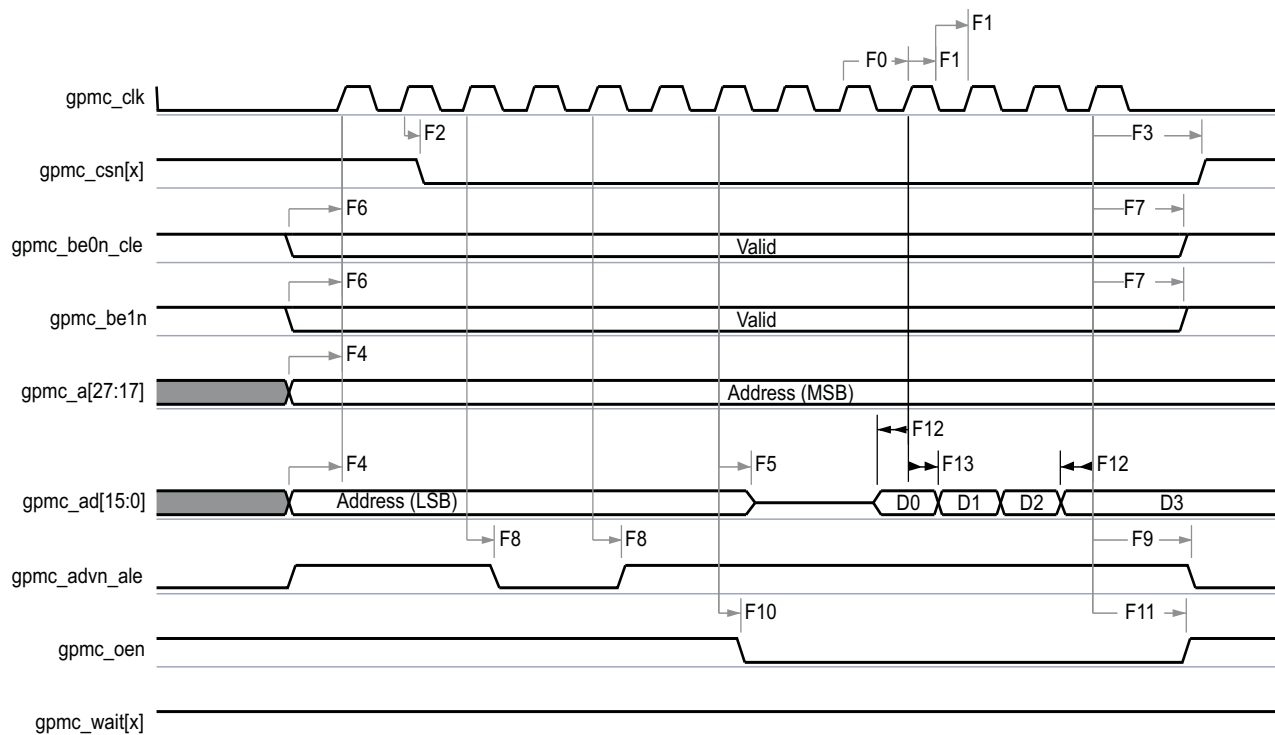 F1
F0 F1
gpmc_clk
F2 F3
gpmc_csn[x]
F6 F7
gpmc_be0n_cle
Valid
F6 F7
gpmc_be1n
Valid
F4
gpmc_a[27:17]
Address (MSB)
F12
F4 F5 F13 F12
gpmc_ad[15:0]
Address (LSB) D0 D1 D2 D3
F8 F8 F9
gpmc_advn_ale
F10 F11
gpmc_oen
gpmc_wait[x]